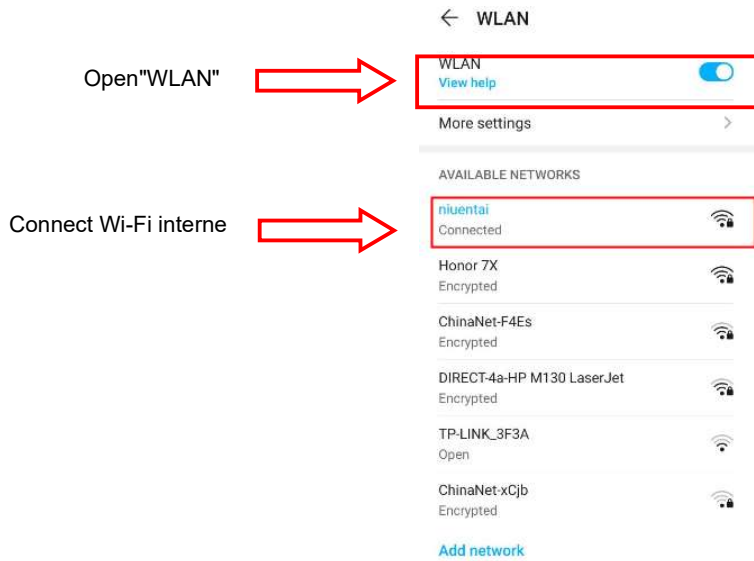 ← WLAN
WLAN
Open"WLAN"
View help
More settings
AVAILABLE NETWORKS
niuentai
Connect Wi-Fi interne
Connected
Honor 7X
Encrypted
ChinaNet-F4Es
Encrypted
DIRECT-4a-HP M130 LaserJet
Encrypted
TP-LINK_3F3A
Open
ChinaNet-xCjb
Encrypted
Add network